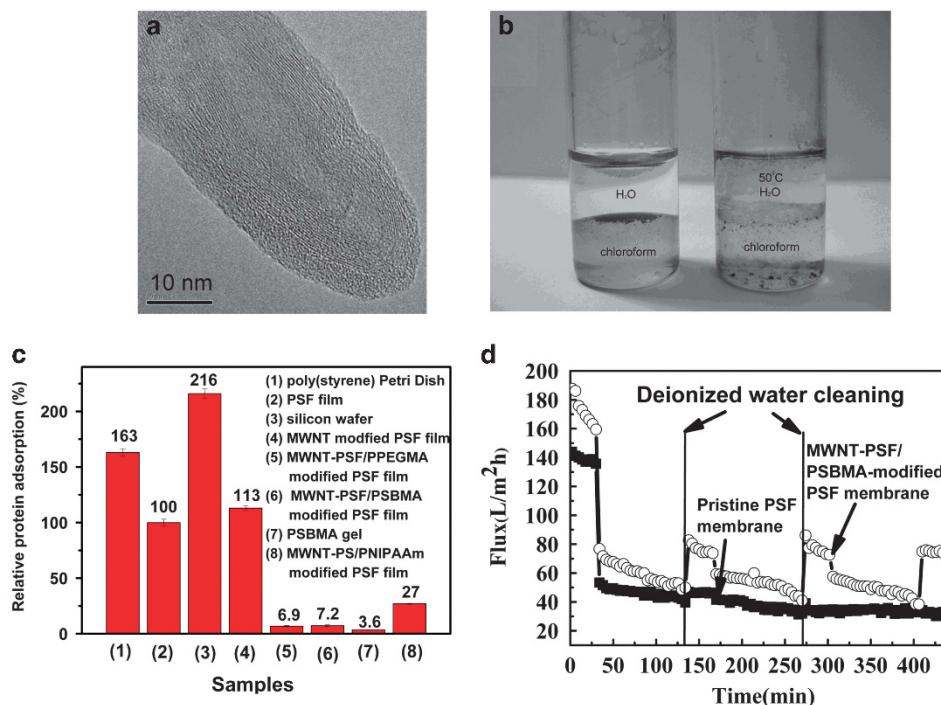 a
10 nm
b
H₂O
chloroform
50°C
H₂O
chloroform
c
Relative protein adsorption (%)
200
150
100
50
0
163
100
216
113
6.9
7.2
3.6
27
(1) poly(styrene) Petri Dish
(2) PSF film
(3) silicon wafer
(4) MWNT modfied PSF film
(5) MWNT-PSF/PPEGMA
modified PSF film
(6) MWNT-PSF/PSBMA
modified PSF film
(7) PSBMA gel
(8) MWNT-PS/PNIPAAm
modified PSF film
(1) (2) (3) (4) (5) (6) (7) (8)
Samples
d
Flux(L/m²h)
200
180
160
140
120
100
80
60
40
20
Deionized water cleaning
Pristine PSF
membrane
MWNT-PSF/
PSBMA-modified
PSF membrane
0 50 100 150 200 250 300 350 400
Time(min)